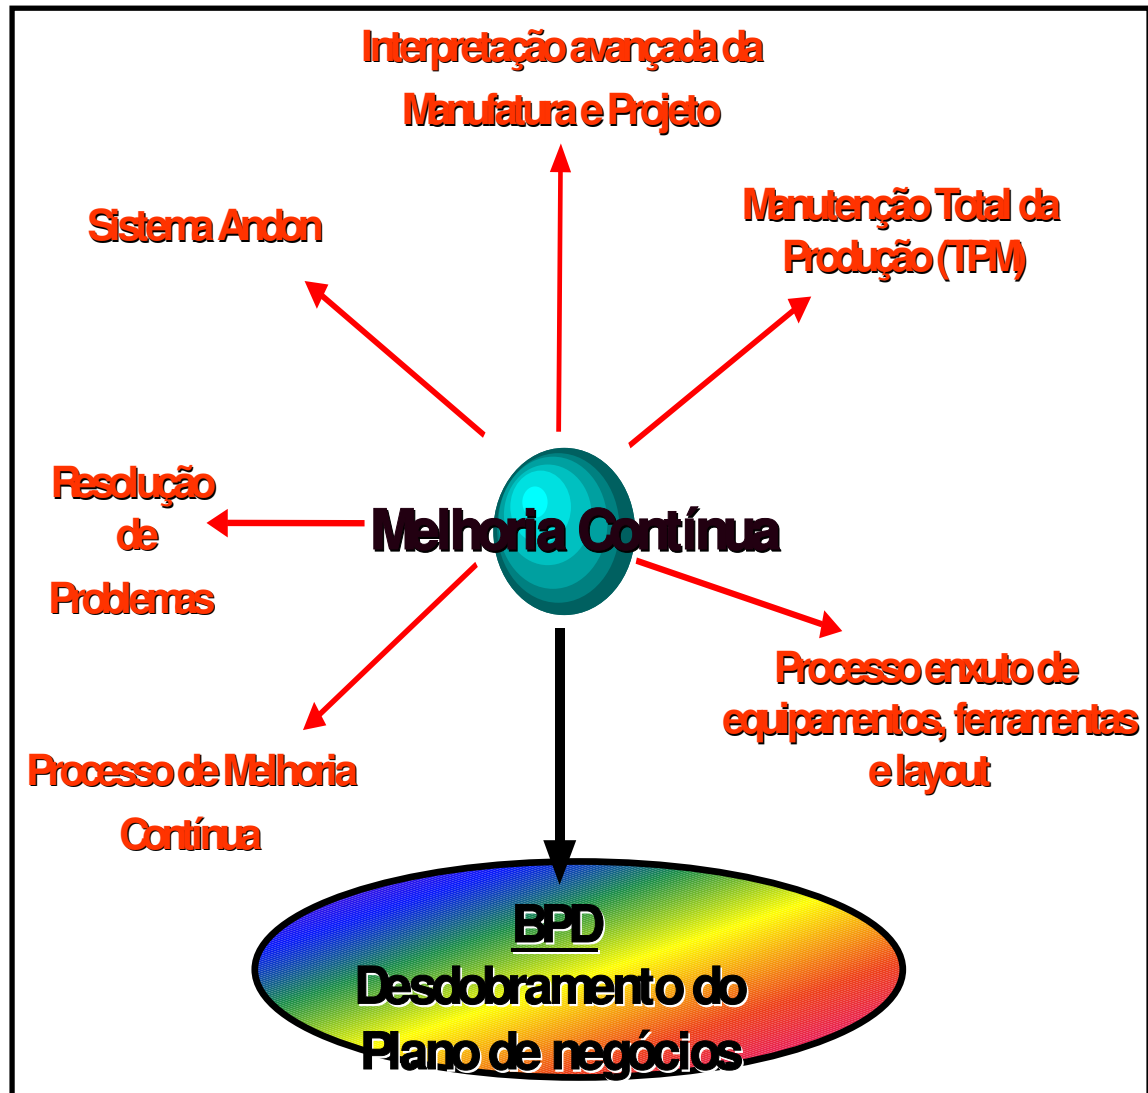 Interpretação avançada da
Manufatura e Projeto
Sistema Andon
Manutenção Total da
Produção (TPM)
Resolução
de
Problemas
Melhoria Contínua
Processo enxuto de
equipamentos, ferramentas
e layout
Processo de Melhoria
Contínua
BPD
Desdobramento do
Plano de negócios